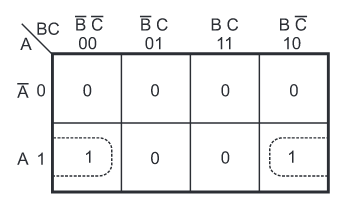 BC B̅ C̅ B̅ C B C B C̅
A 00 01 11 10
A̅ 0 0 0 0 0
A 1 1 0 0 1